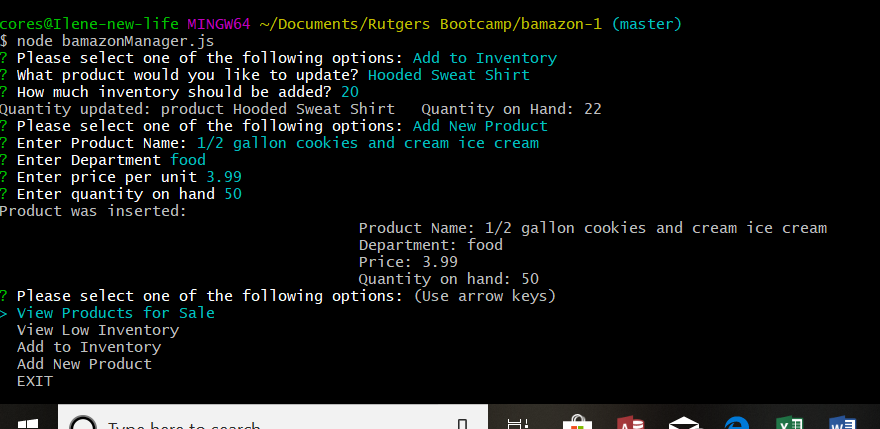 cores@Ilene-new-life MINGW64 ~/Documents/Rutgers Bootcamp/bamazon-1 (master)
$ node bamazonManager.js
? Please select one of the following options: Add to Inventory
? What product would you like to update? Hooded Sweat Shirt
? How much inventory should be added? 20
Quantity updated: product Hooded Sweat Shirt   Quantity on Hand: 22
? Please select one of the following options: Add New Product
? Enter Product Name: 1/2 gallon cookies and cream ice cream
? Enter Department food
? Enter price per unit 3.99
? Enter quantity on hand 50
Product was inserted:
Product Name: 1/2 gallon cookies and cream ice cream
Department: food
Price: 3.99
Quantity on hand: 50
? Please select one of the following options: (Use arrow keys)
> View Products for Sale
View Low Inventory
Add to Inventory
Add New Product
EXIT
Type here to search